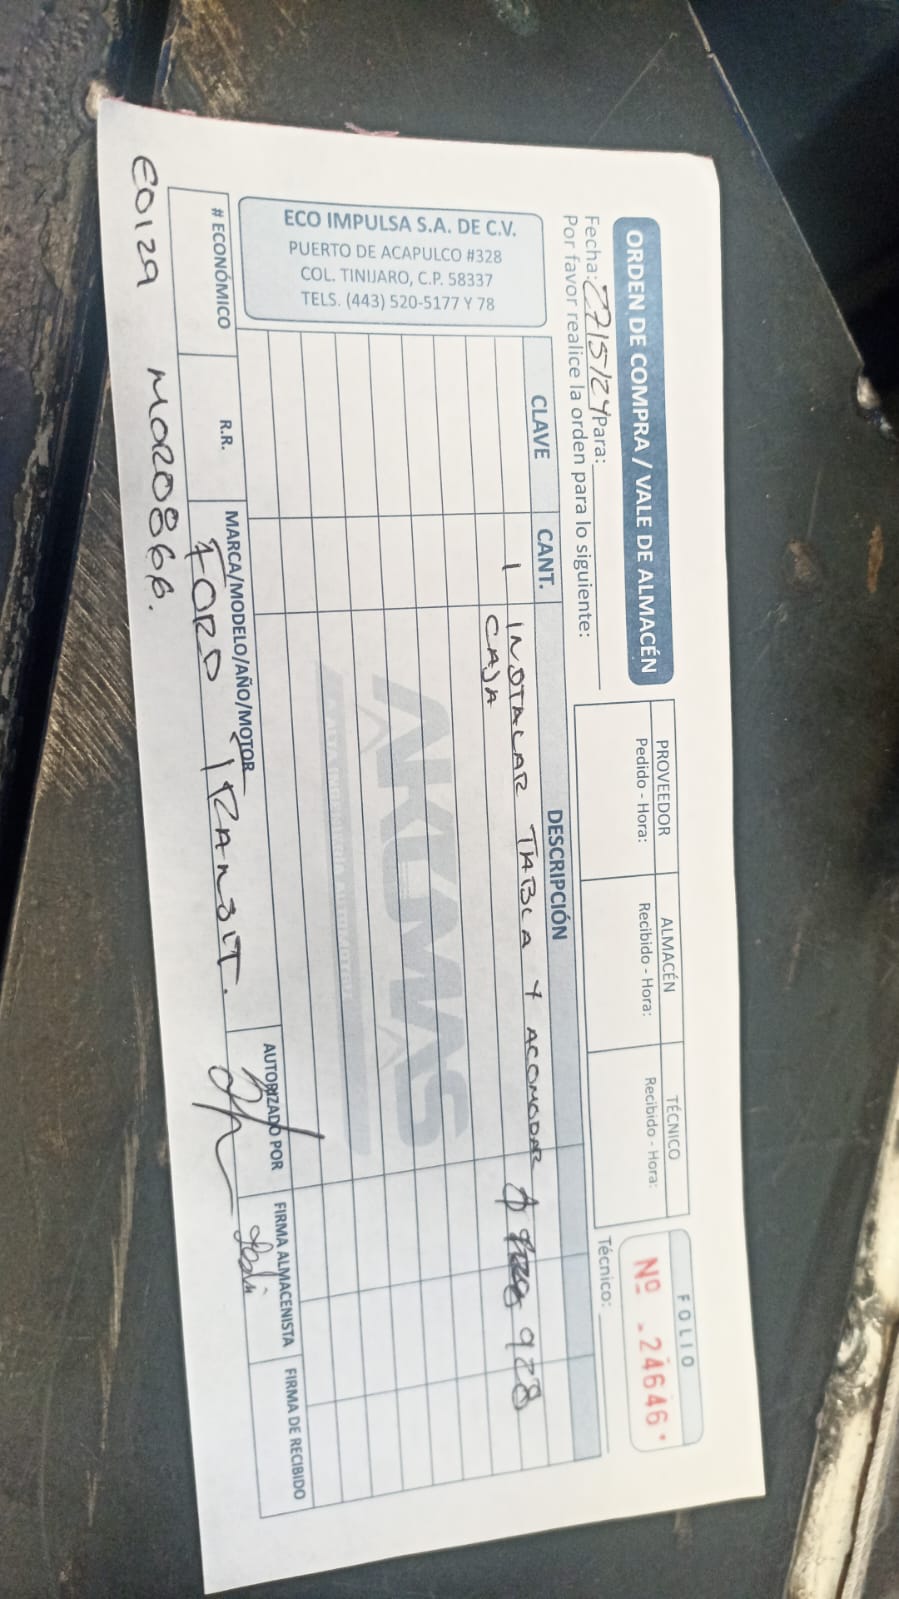 ORDEN DE COMPRA / VALE DE ALMACÉN
Fecha: 27/5/24 Para:
Por favor realice la orden para lo siguiente:
PROVEEDOR
Pedido - Hora:
ALMACÉN
Recibido - Hora:
TÉCNICO
Recibido - Hora:
FOLIO
Nº 24646
Técnico:
ECO IMPULSA S.A. DE C.V.
PUERTO DE ACAPULCO #328
COL. TINIJARO, C.P. 58337
TELS. (443) 520-5177 Y 78
CLAVE CANT. DESCRIPCIÓN
1 INSTALAR TABLA Y ACOMODAR $ 928
CAJA
AKUMAS
# ECONÓMICO R.R. MARCA/MODELO/AÑO/MOTOR AUTORIZADO POR FIRMA ALMACENISTA FIRMA DE RECIBIDO
FORD TRANSIT.
E0129 MOR0866.